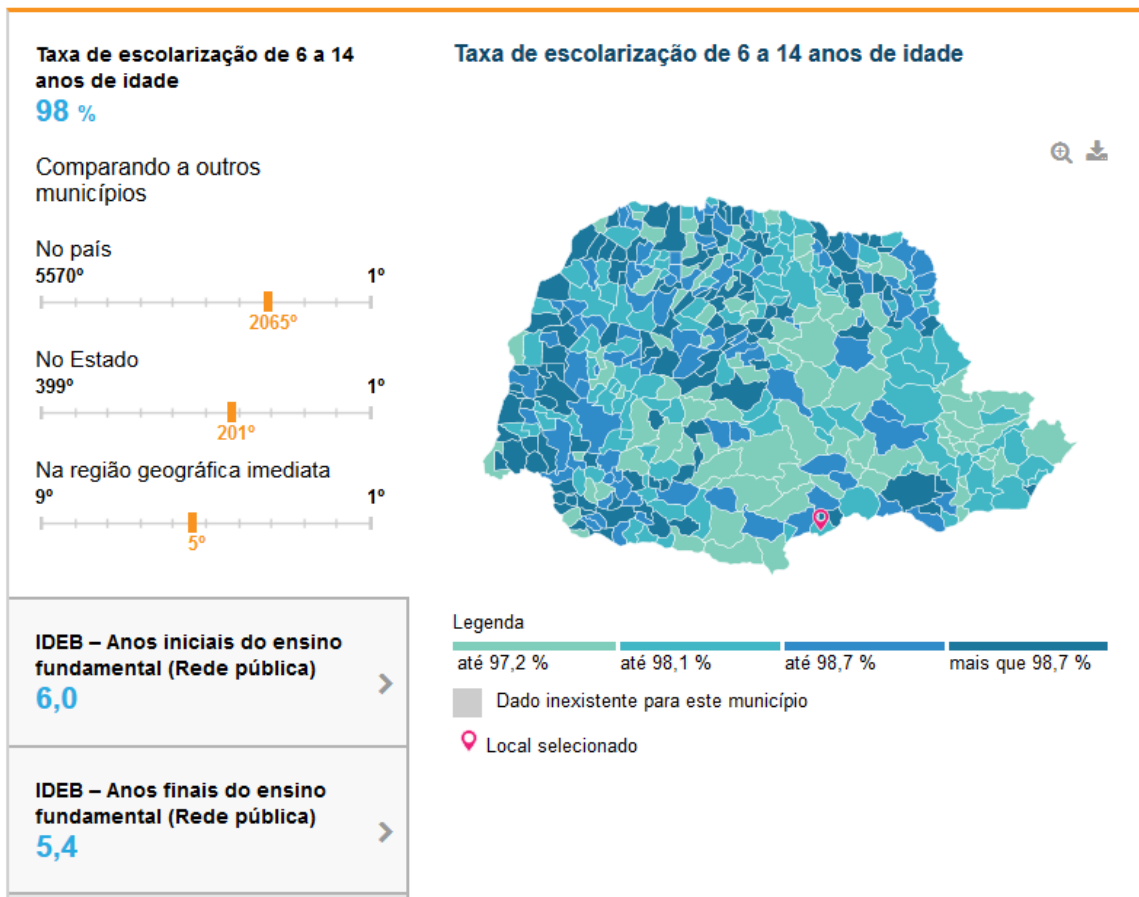 Taxa de escolarização de 6 a 14
anos de idade
98 %
Comparando a outros
municípios
No país
5570º 1º
2065º
No Estado
399º 1º
201º
Na região geográfica imediata
9º 1º
5º
IDEB – Anos iniciais do ensino
fundamental (Rede pública)
6,0
IDEB – Anos finais do ensino
fundamental (Rede pública)
5,4
Taxa de escolarização de 6 a 14 anos de idade
Legenda
até 97,2 % até 98,1 % até 98,7 % mais que 98,7 %
Dado inexistente para este município
Local selecionado